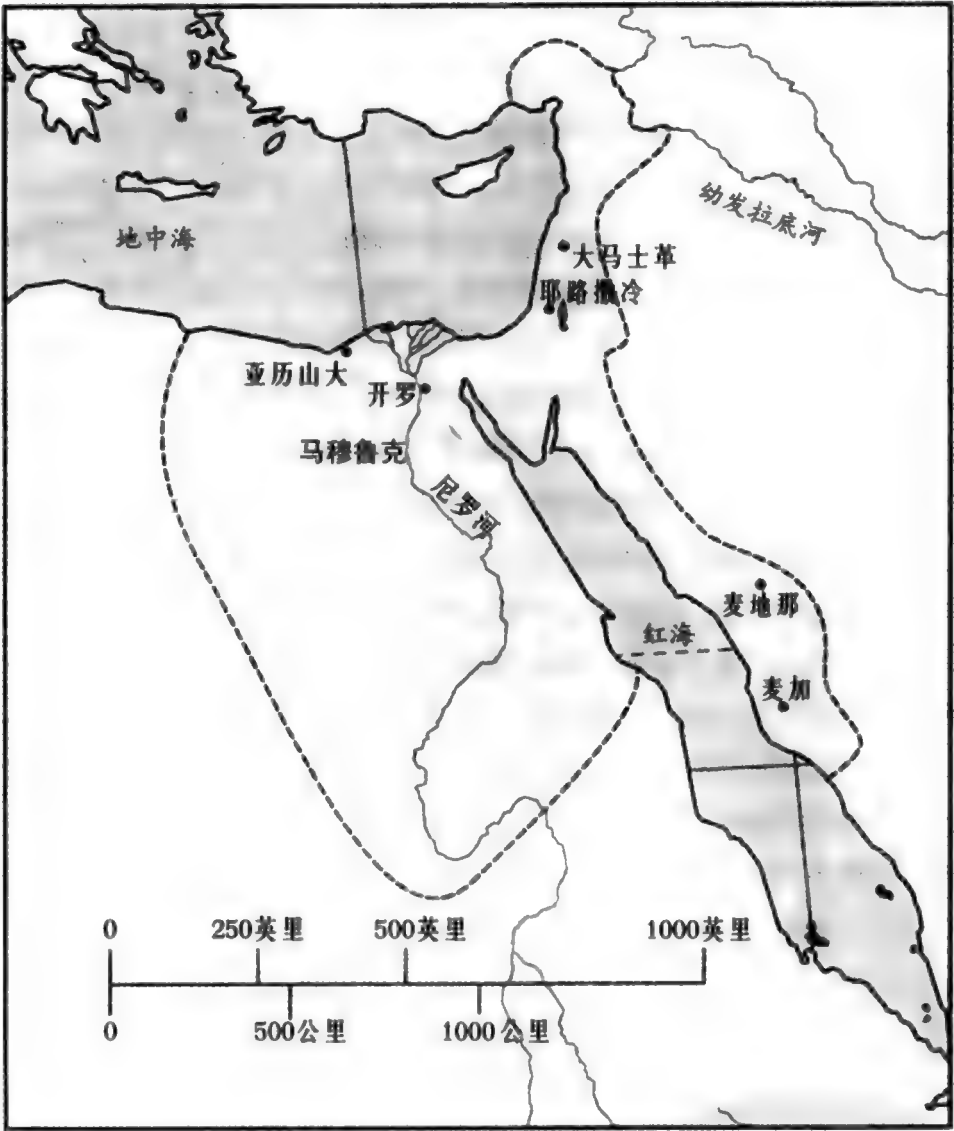 幼发拉底河
地中海
大马士革
耶路撒冷
亚历山大
开罗
马穆鲁克
尼罗河
麦地那
红海
麦加
0 250英里 500英里 1000英里
0 500公里 1000公里